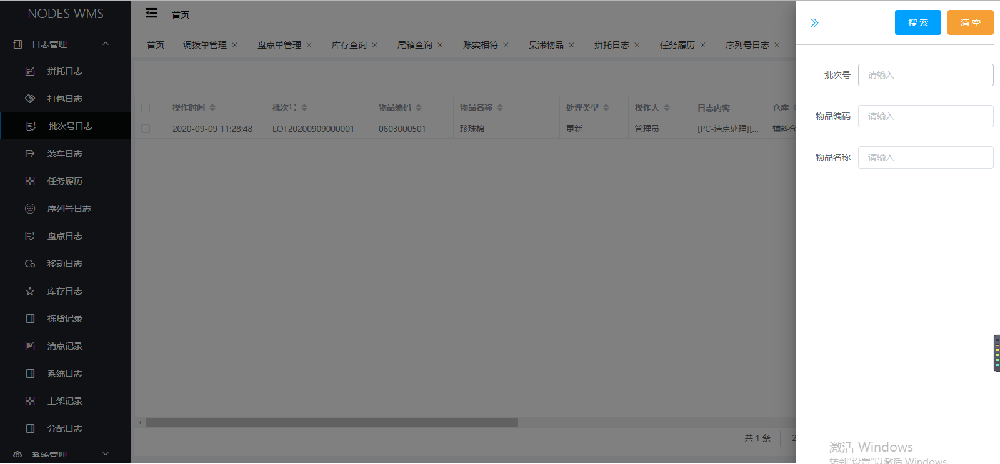 NODES WMS
日志管理
拼托日志
打包日志
批次号日志
装车日志
任务履历
序列号日志
盘点日志
移动日志
库存日志
拣货记录
清点记录
系统日志
上架记录
分配日志
系统管理
首页
首页 调拨单管理 盘点单管理 库存查询 尾箱查询 账实相符 呆滞物品 拼托日志 任务履历 序列号日志
操作时间 批次号 物品编码 物品名称 处理类型 操作人 日志内容 仓库
2020-09-09 11:28:48 LOT20200909000001 0603000501 珍珠棉 更新 管理员 [PC-清点处理][... 辅料仓
共 1 条 2
搜 索 清 空
批次号 请输入
物品编码 请输入
物品名称 请输入
激活 Windows
转到"设置"以激活 Windows